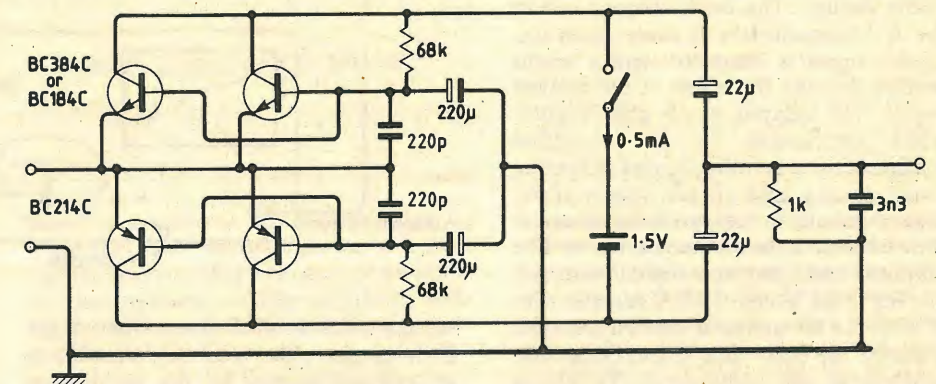 BC384C
or
BC184C
68k
220μ
22μ
220p
0·5mA
220p
1k
3n3
BC214C
220μ
1·5V
22μ
68k